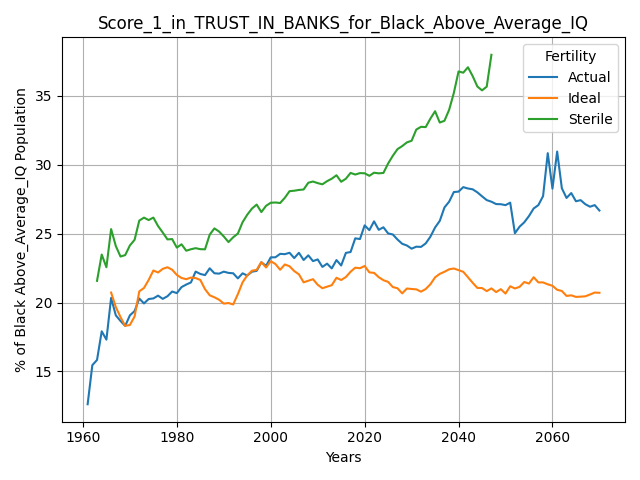 Score_1_in_TRUST_IN_BANKS_for_Black_Above_Average_IQ
% of Black Above_Average_IQ Population
35
30
25
20
15
Fertility
Actual
Ideal
Sterile
1960 1980 2000 2020 2040 2060
Years